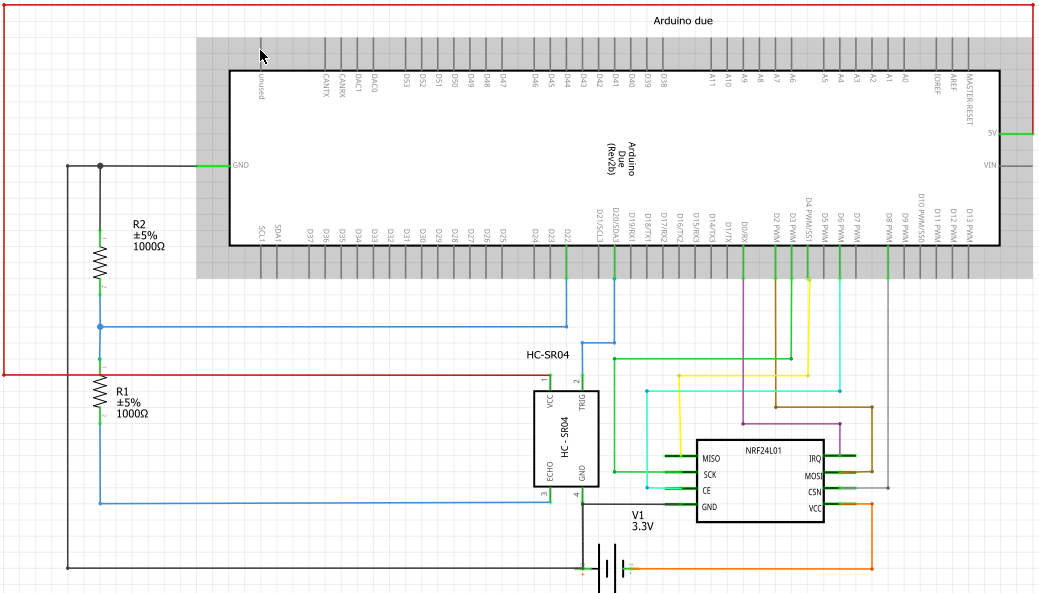 Arduino due
unused
CANTX
CANRX
DAC1
DAC0
D53
D52
D51
D50
D49
D48
D47
D46
D45
D44
D43
D42
D41
D40
D39
D38
A11
A10
A9
A8
A7
A6
A5
A4
A3
A2
A1
A0
IOREF
AREF
MASTER-RESET
5V
GND
Arduino
Due
(Rev2b)
VIN
SCL1
SDA1
D37
D36
D35
D34
D33
D32
D31
D30
D29
D28
D27
D26
D25
D24
D23
D22
D21/SCL3
D20/SDA3
D19/RX1
D18/TX1
D17/RX2
D16/TX2
D15/RX3
D14/TX3
D1/TX
D0/RX
D2 PWM
D3 PWM
D4 PWM/SS1
D5 PWM
D6 PWM
D7 PWM
D8 PWM
D9 PWM
D10 PWM/SS0
D11 PWM
D12 PWM
D13 PWM
R2
±5%
1000Ω
1
2
R1
±5%
1000Ω
1
2
HC-SR04
1
2
VCC
TRIG
HC - SR04
ECHO
GND
3
4
NRF24L01
MISO
IRQ
SCK
MOSI
CE
CSN
GND
VCC
V1
3.3V